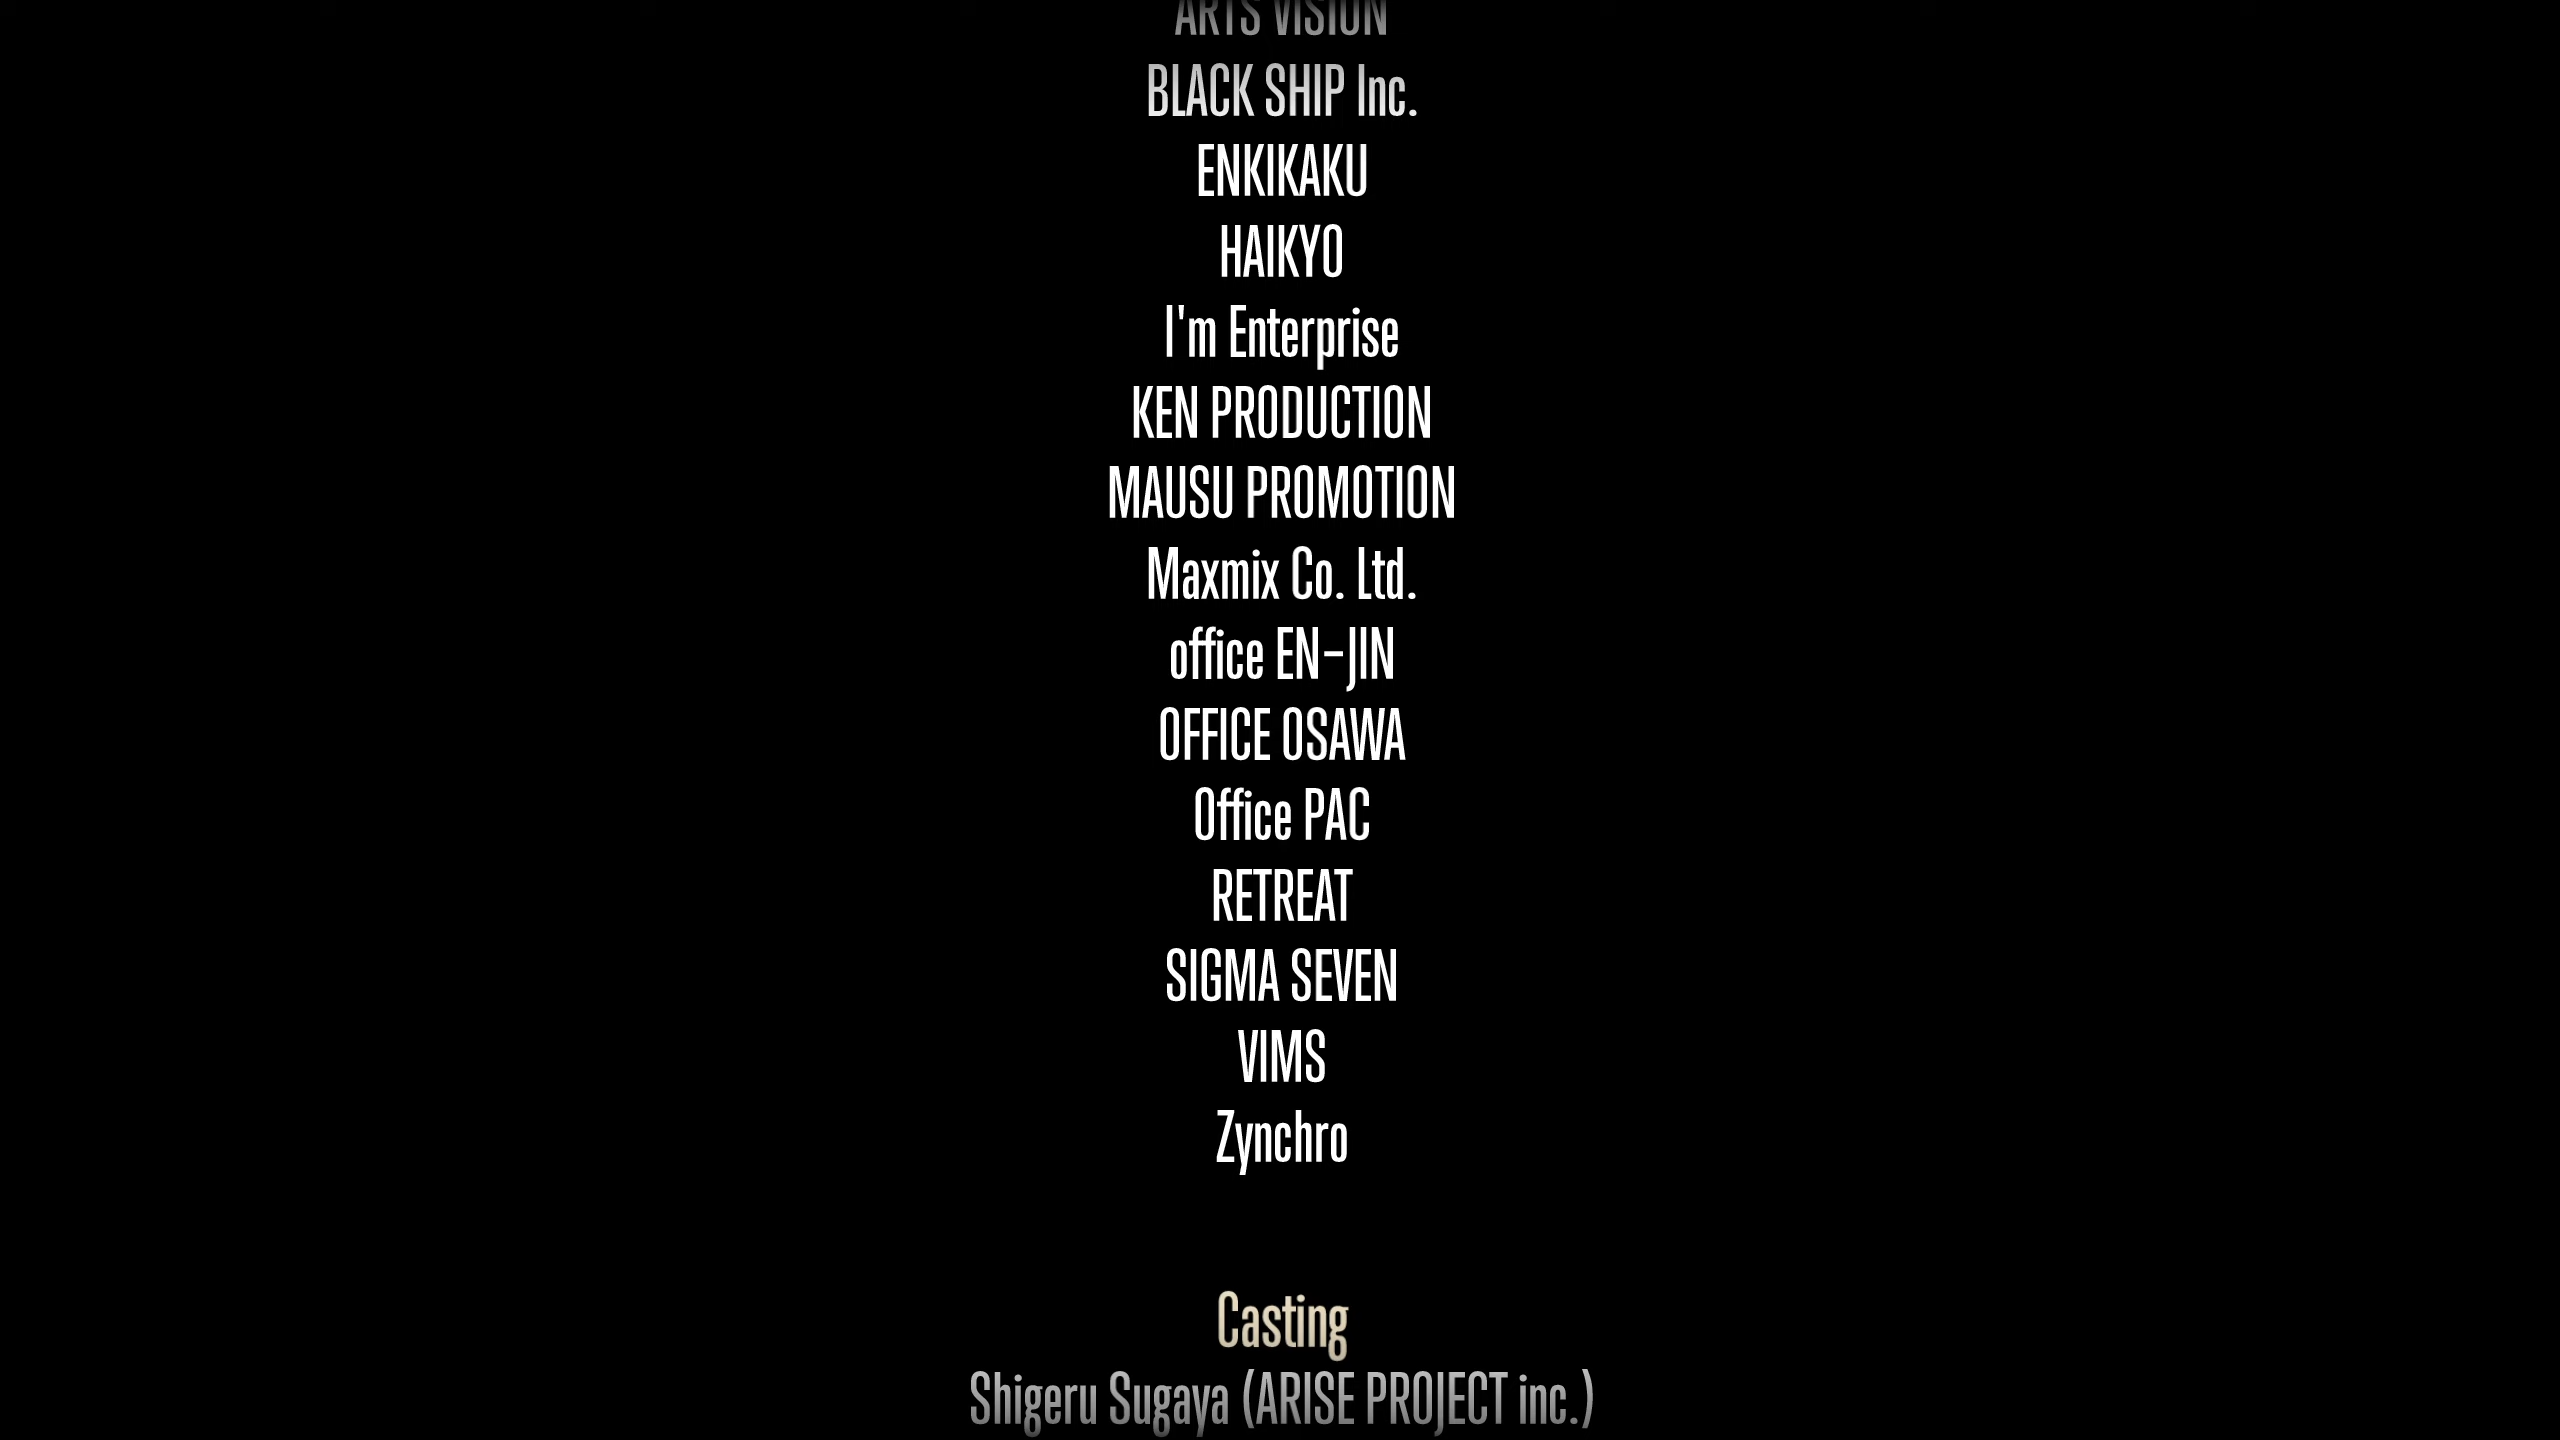 ARTS VISION
BLACK SHIP Inc.
ENKIKAKU
HAIKYO
I'm Enterprise
KEN PRODUCTION
MAUSU PROMOTION
Maxmix Co. Ltd.
office EN-JIN
OFFICE OSAWA
Office PAC
RETREAT
SIGMA SEVEN
VIMS
Zynchro
Casting
Shigeru Sugaya (ARISE PROJECT inc.)